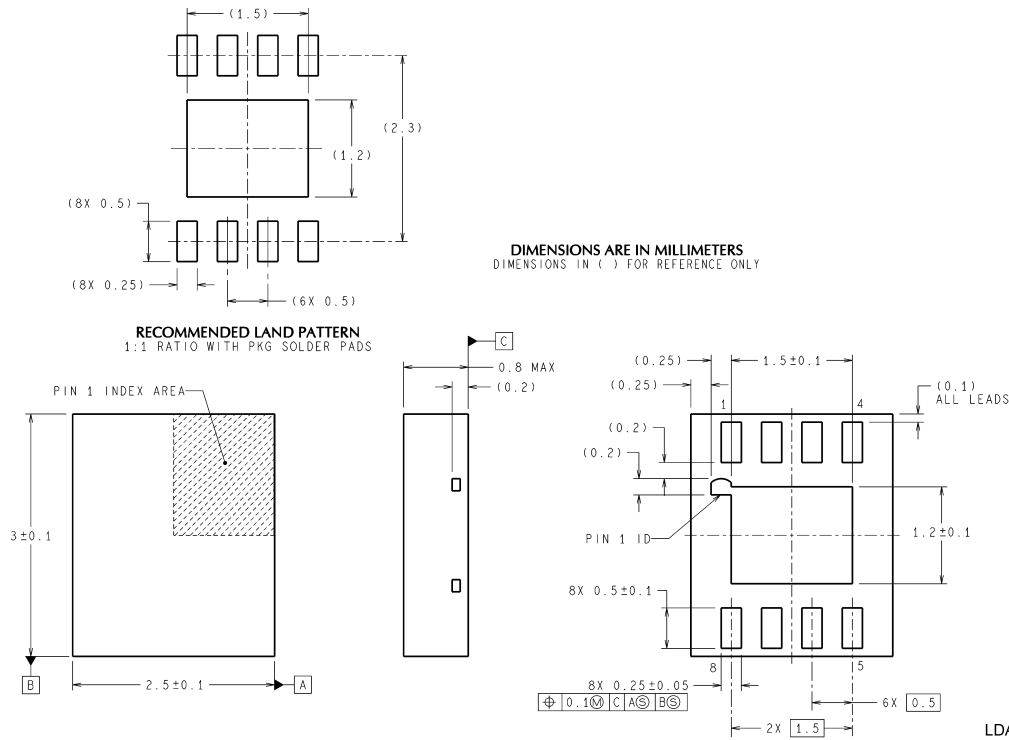 (1.5)
(2.3)
(1.2)
(8X 0.5)
(8X 0.25)
(6X 0.5)
DIMENSIONS ARE IN MILLIMETERS
DIMENSIONS IN ( ) FOR REFERENCE ONLY
RECOMMENDED LAND PATTERN
1:1 RATIO WITH PKG SOLDER PADS
C
0.8 MAX
(0.2)
PIN 1 INDEX AREA
3±0.1
B
2.5±0.1
A
(0.25)
1.5±0.1
(0.25)
(0.1)
ALL LEADS
1
4
(0.2)
(0.2)
PIN 1 ID
1.2±0.1
8X 0.5±0.1
8
5
8X 0.25±0.05
⌖ 0.1Ⓜ C AⓈ BⓈ
6X 0.5
2X 1.5
LDA